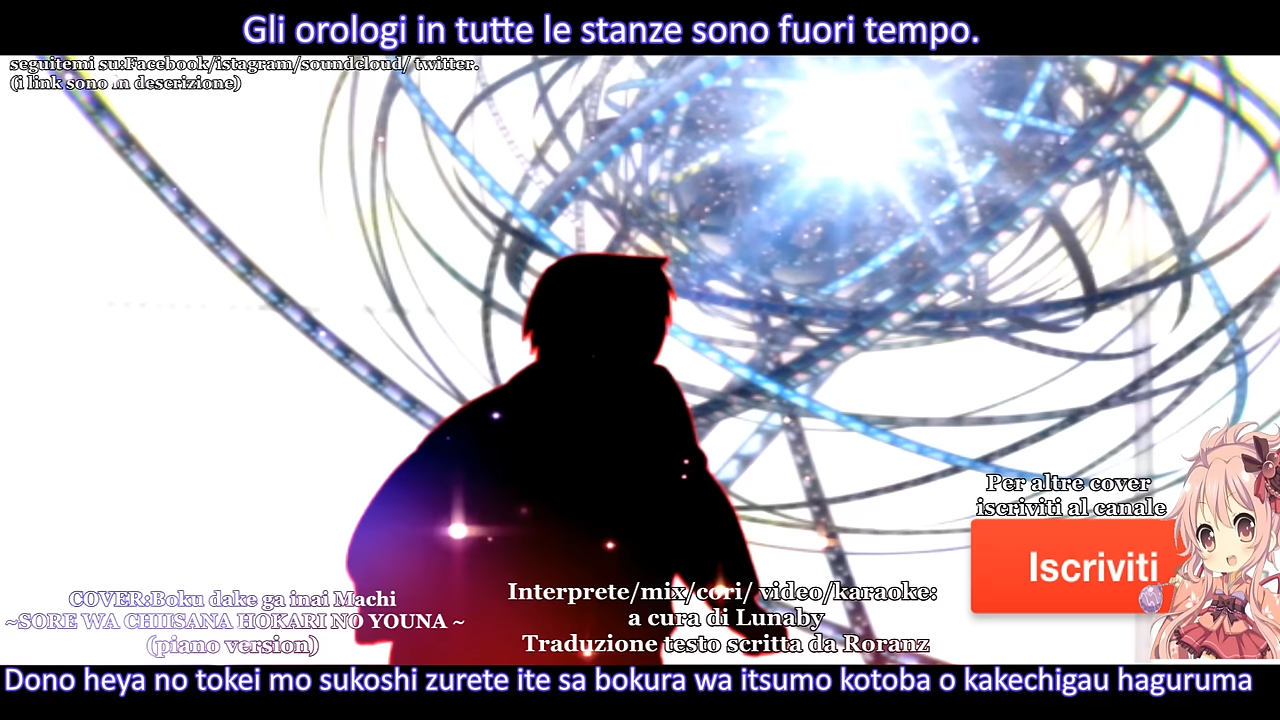 Gli orologi in tutte le stanze sono fuori tempo.
seguitemi su:Facebook/istagram/soundcloud/ twitter.
(i link sono in descrizione)
Per altre cover
iscriviti al canale
Iscriviti
COVER:Boku dake ga inai Machi
~SORE WA CHIISANA HOKARI NO YOUNA ~
(piano version)
Interprete/mix/cori/ video/karaoke:
a cura di Lunaby
Traduzione testo scritta da Roranz
Dono heya no tokei mo sukoshi zurete ite sa bokura wa itsumo kotoba o kakechigau haguruma